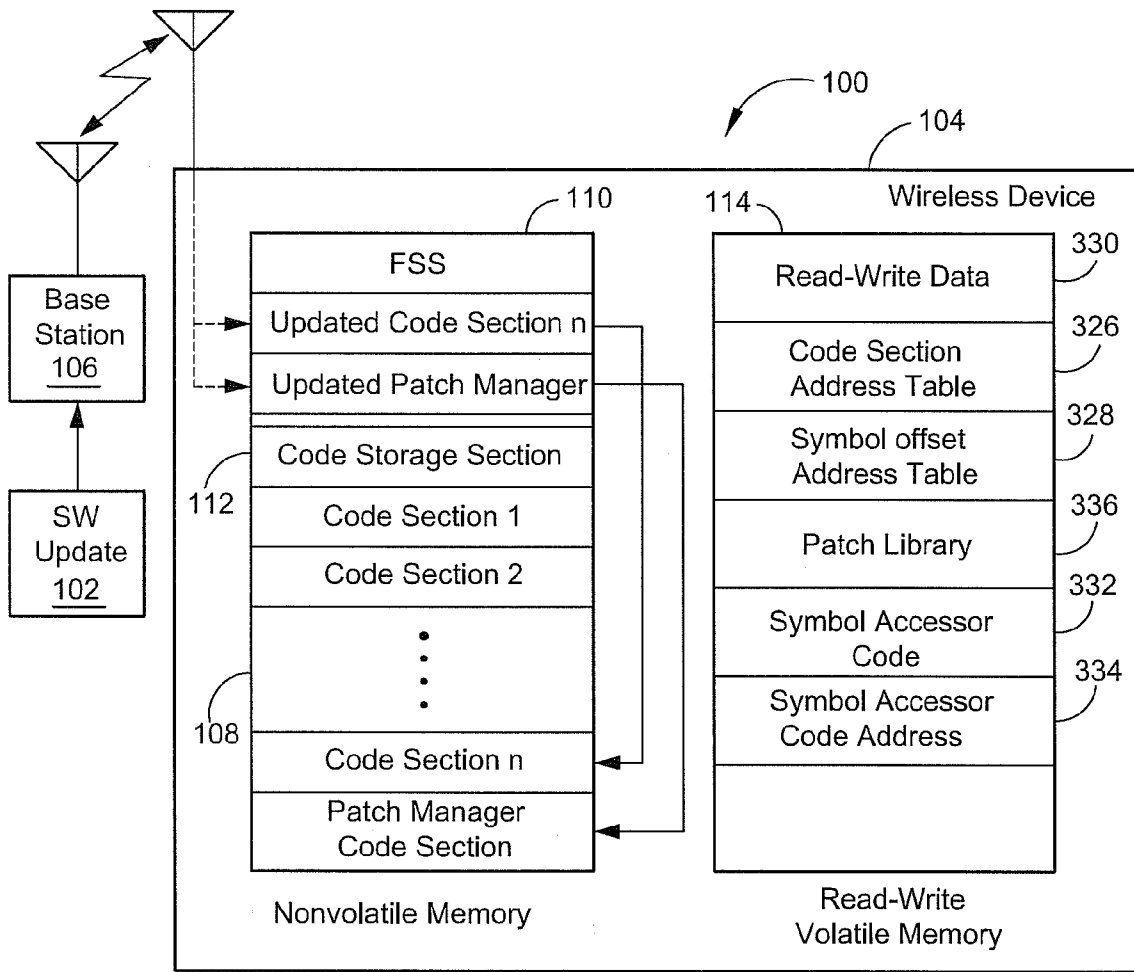 100
104
Wireless Device
110
114
FSS
Updated Code Section n
Updated Patch Manager
Code Storage Section
112
Code Section 1
Code Section 2
108
Code Section n
Patch Manager
Code Section
Nonvolatile Memory
Base
Station
106
SW
Update
102
Read-Write Data
330
Code Section
Address Table
326
Symbol offset
Address Table
328
Patch Library
336
Symbol Accessor
Code
332
Symbol Accessor
Code Address
334
Read-Write
Volatile Memory